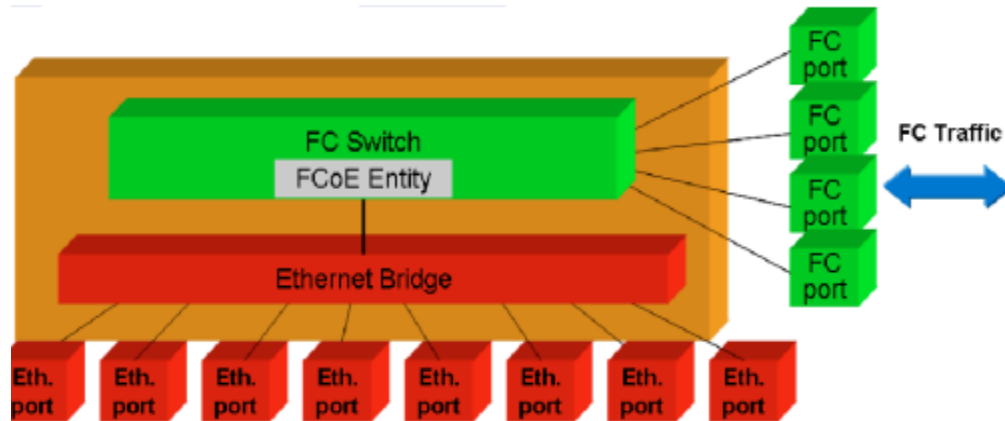 FC
port
FC Switch
FCoE Entity
FC
port
FC Traffic
FC
port
FC
port
Ethernet Bridge
Eth.
port
Eth.
port
Eth.
port
Eth.
port
Eth.
port
Eth.
port
Eth.
port
Eth.
port